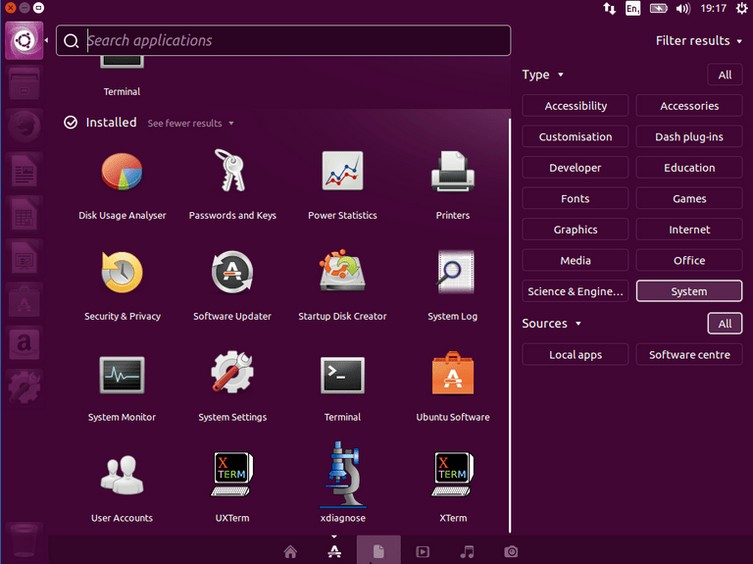 En₁ 19:17
Search applications
Filter results
Terminal
Installed See fewer results
Disk Usage Analyser Passwords and Keys Power Statistics Printers
Security & Privacy Software Updater Startup Disk Creator System Log
System Monitor System Settings Terminal Ubuntu Software
X TERM X TERM
User Accounts UXTerm xdiagnose XTerm
Type All
Accessibility Accessories
Customisation Dash plug-ins
Developer Education
Fonts Games
Graphics Internet
Media Office
Science & Engine... System
Sources All
Local apps Software centre
a